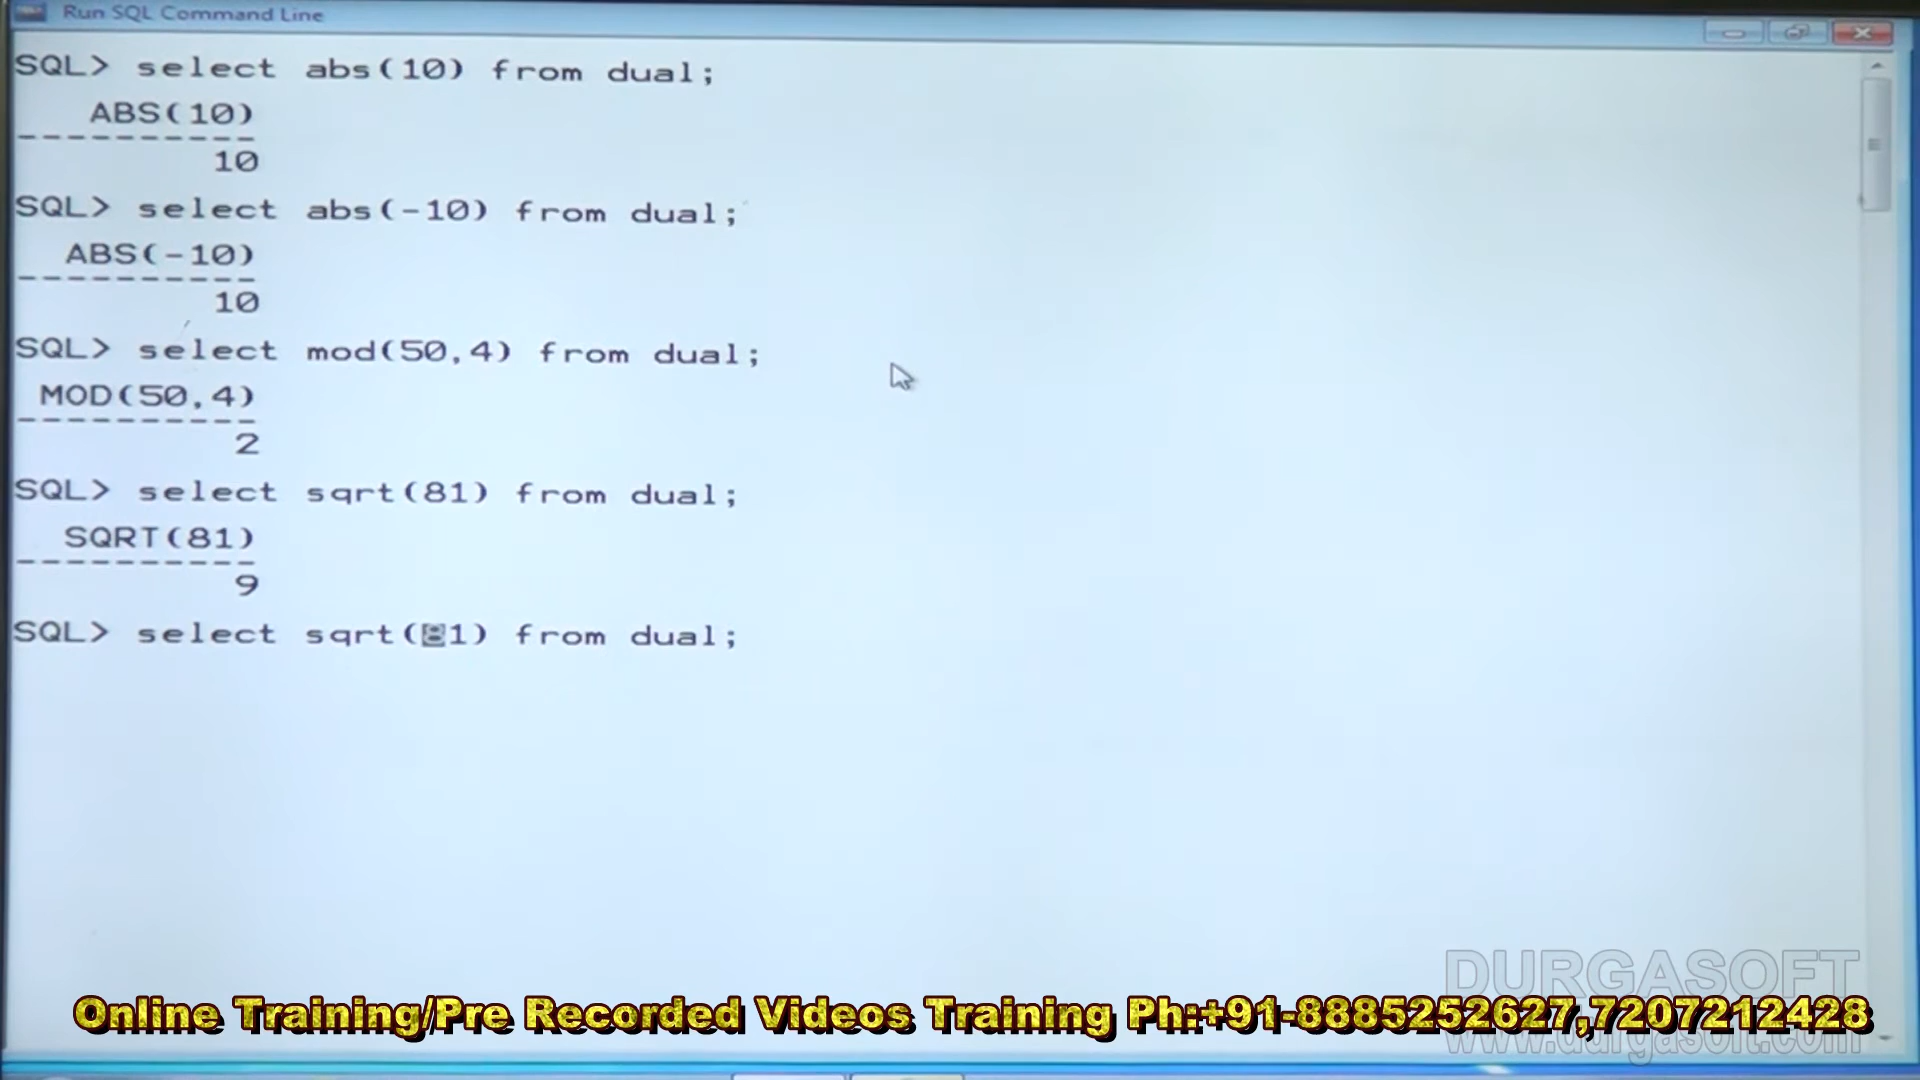 Run SQL Command Line
SQL> select abs(10) from dual;
ABS(10)
----------
10
SQL> select abs(-10) from dual;
ABS(-10)
----------
10
SQL> select mod(50,4) from dual;
MOD(50,4)
----------
2
SQL> select sqrt(81) from dual;
SQRT(81)
----------
9
SQL> select sqrt(81) from dual;
DURGASOFT
Online Training/Pre Recorded Videos Training Ph:+91-8885252627,7207212428
www.durgasoft.com